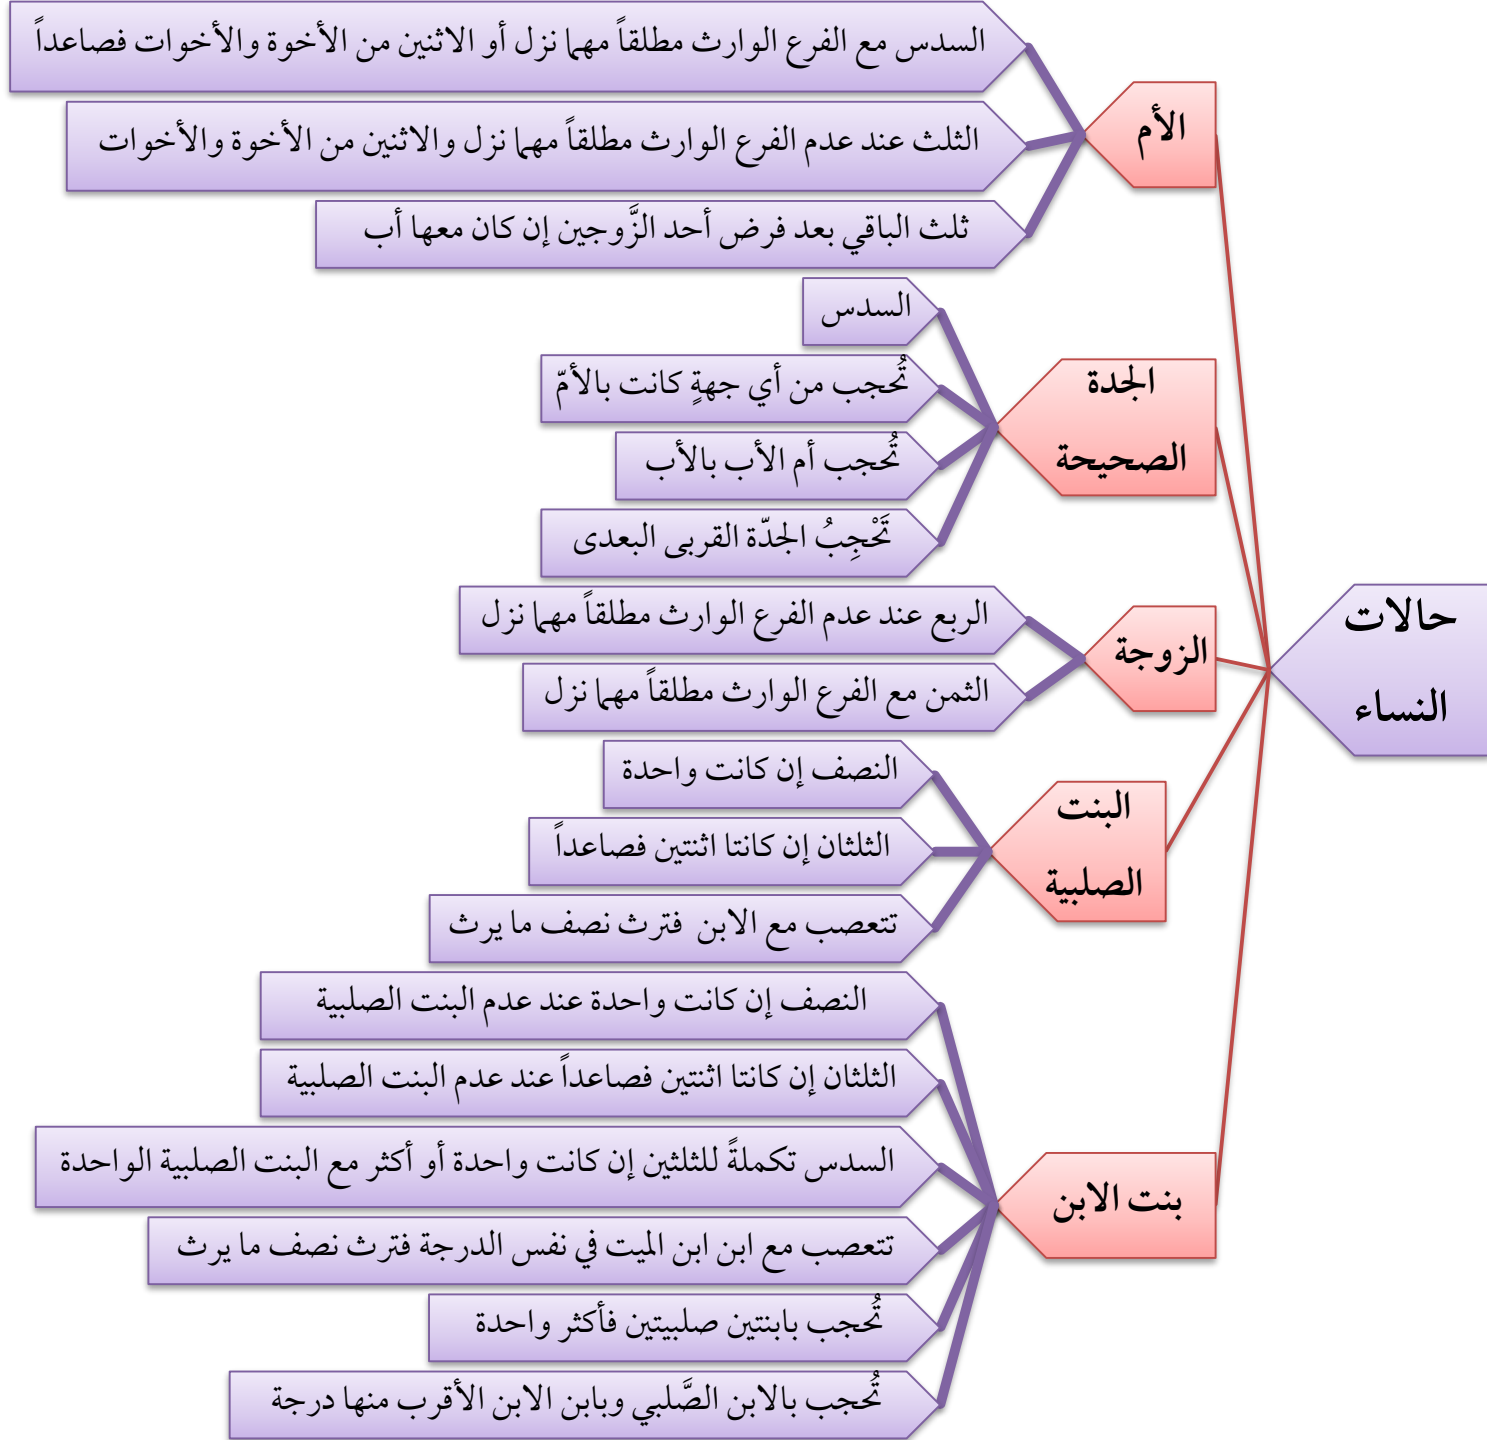 حالات
النساء
الأم
السدس مع الفرع الوارث مطلقاً مهما نزل أو الاثنين من الأخوة والأخوات فصاعداً
الثلث عند عدم الفرع الوارث مطلقاً مهما نزل والاثنين من الأخوة والأخوات
ثلث الباقي بعد فرض أحد الزَّوجين إن كان معها أب
الجدة
الصحيحة
السدس
تُحجب من أي جهةٍ كانت بالأمّ
تُحجب أم الأب بالأب
تَحْجِبُ الجدّة القربى البعدى
الزوجة
الربع عند عدم الفرع الوارث مطلقاً مهما نزل
الثمن مع الفرع الوارث مطلقاً مهما نزل
البنت
الصلبية
النصف إن كانت واحدة
الثلثان إن كانتا اثنتين فصاعداً
تتعصب مع الابن فترث نصف ما يرث
بنت الابن
النصف إن كانت واحدة عند عدم البنت الصلبية
الثلثان إن كانتا اثنتين فصاعداً عند عدم البنت الصلبية
السدس تكملةً للثلثين إن كانت واحدة أو أكثر مع البنت الصلبية الواحدة
تتعصب مع ابن ابن الميت في نفس الدرجة فترث نصف ما يرث
تُحجب بابنتين صلبيتين فأكثر واحدة
تُحجب بالابن الصَّلبي وبابن الابن الأقرب منها درجة